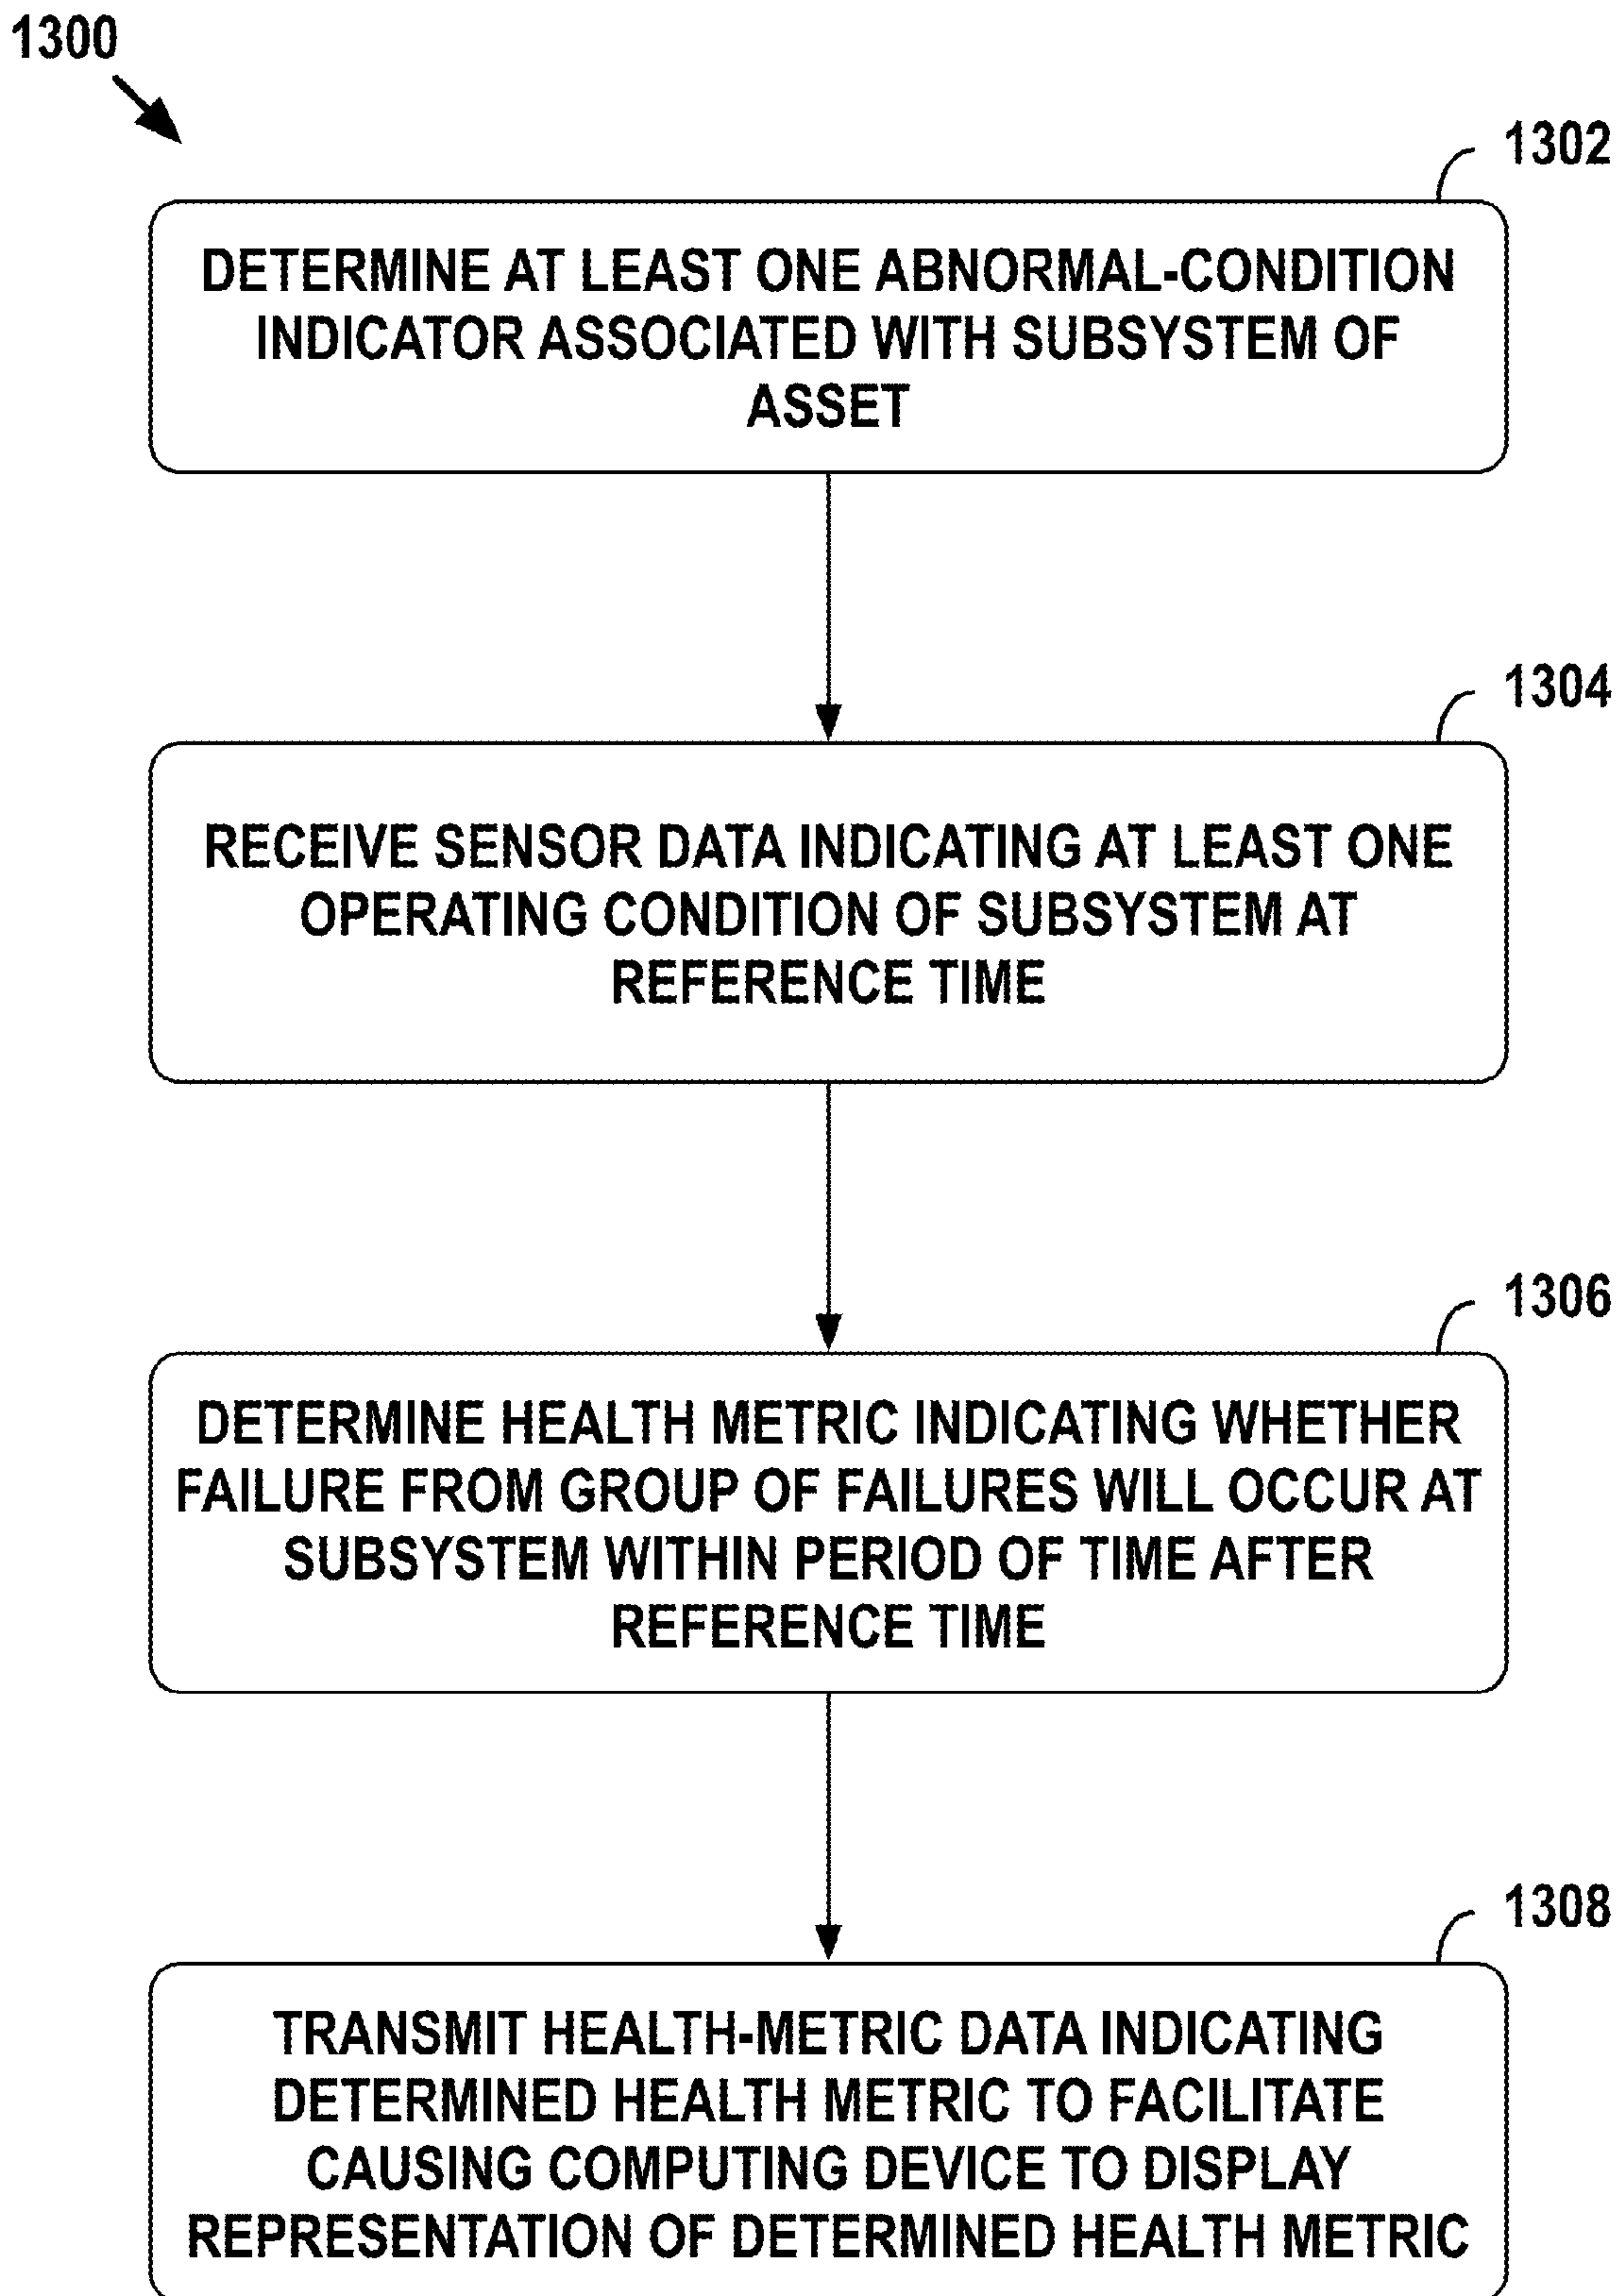 1300
1302
DETERMINE AT LEAST ONE ABNORMAL-CONDITION
INDICATOR ASSOCIATED WITH SUBSYSTEM OF
ASSET
1304
RECEIVE SENSOR DATA INDICATING AT LEAST ONE
OPERATING CONDITION OF SUBSYSTEM AT
REFERENCE TIME
1306
DETERMINE HEALTH METRIC INDICATING WHETHER
FAILURE FROM GROUP OF FAILURES WILL OCCUR AT
SUBSYSTEM WITHIN PERIOD OF TIME AFTER
REFERENCE TIME
1308
TRANSMIT HEALTH-METRIC DATA INDICATING
DETERMINED HEALTH METRIC TO FACILITATE
CAUSING COMPUTING DEVICE TO DISPLAY
REPRESENTATION OF DETERMINED HEALTH METRIC